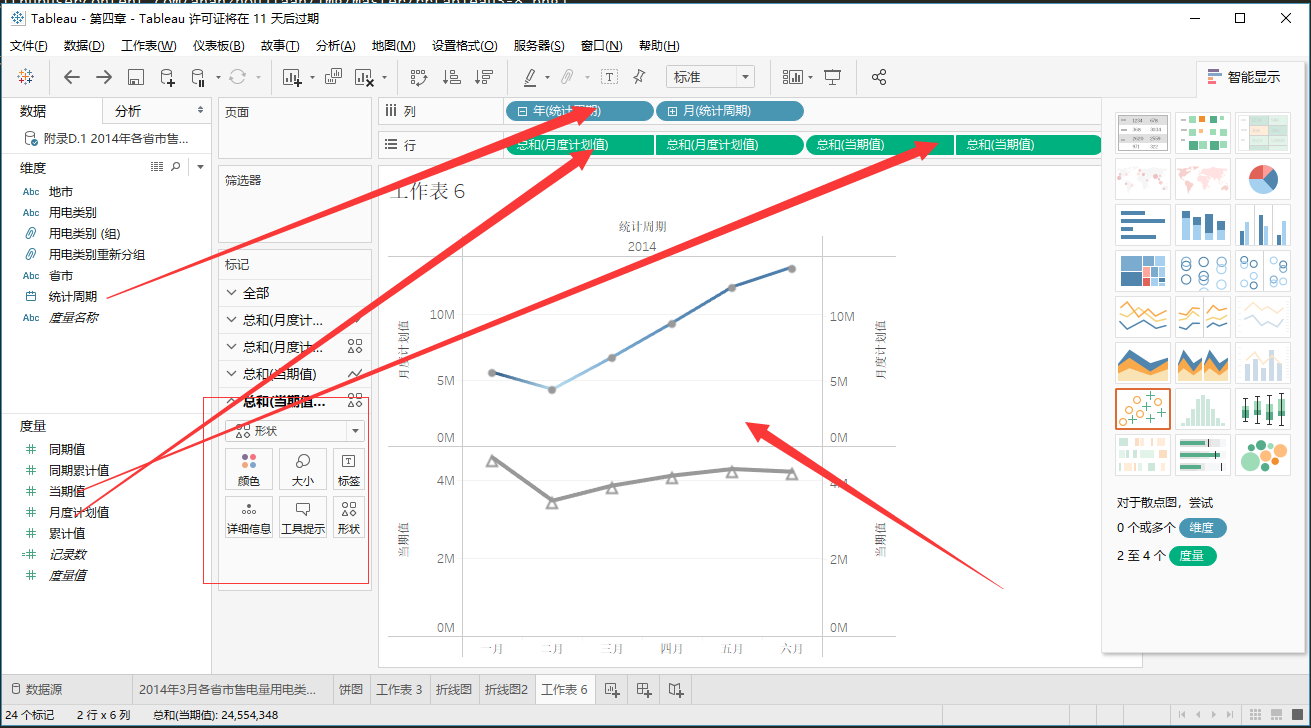 Tableau - 第四章 - Tableau 许可证将在 11 天后过期
文件(F) 数据(D) 工作表(W) 仪表板(B) 故事(T) 分析(A) 地图(M) 设置格式(O) 服务器(S) 窗口(N) 帮助(H)
标准
智能显示
数据 分析
附录D.1 2014年各省市售...
维度
Abc 地市
Abc 用电类别
用电类别 (组)
用电类别重新分组
Abc 省市
统计周期
Abc 度量名称
度量
同期值
同期累计值
当期值
月度计划值
累计值
记录数
度量值
页面
筛选器
标记
全部
总和(月度计...
总和(月度计...
总和(当期值)
总和(当期值...
形状
颜色 大小 标签
详细信息 工具提示 形状
列 年(统计周期) 月(统计周期)
行 总和(月度计划值) 总和(月度计划值) 总和(当期值) 总和(当期值)
工作表 6
统计周期
2014
10M
5M
0M
月度计划值
10M
5M
0M
月度计划值
4M
2M
0M
当期值
4M
2M
0M
当期值
一月 二月 三月 四月 五月 六月
对于散点图，尝试
0 个或多个 维度
2 至 4 个 度量
数据源 2014年3月各省市售电量用电类... 饼图 工作表 3 折线图 折线图2 工作表 6
24 个标记 2 行 x 6 列 总和(当期值): 24,554,348